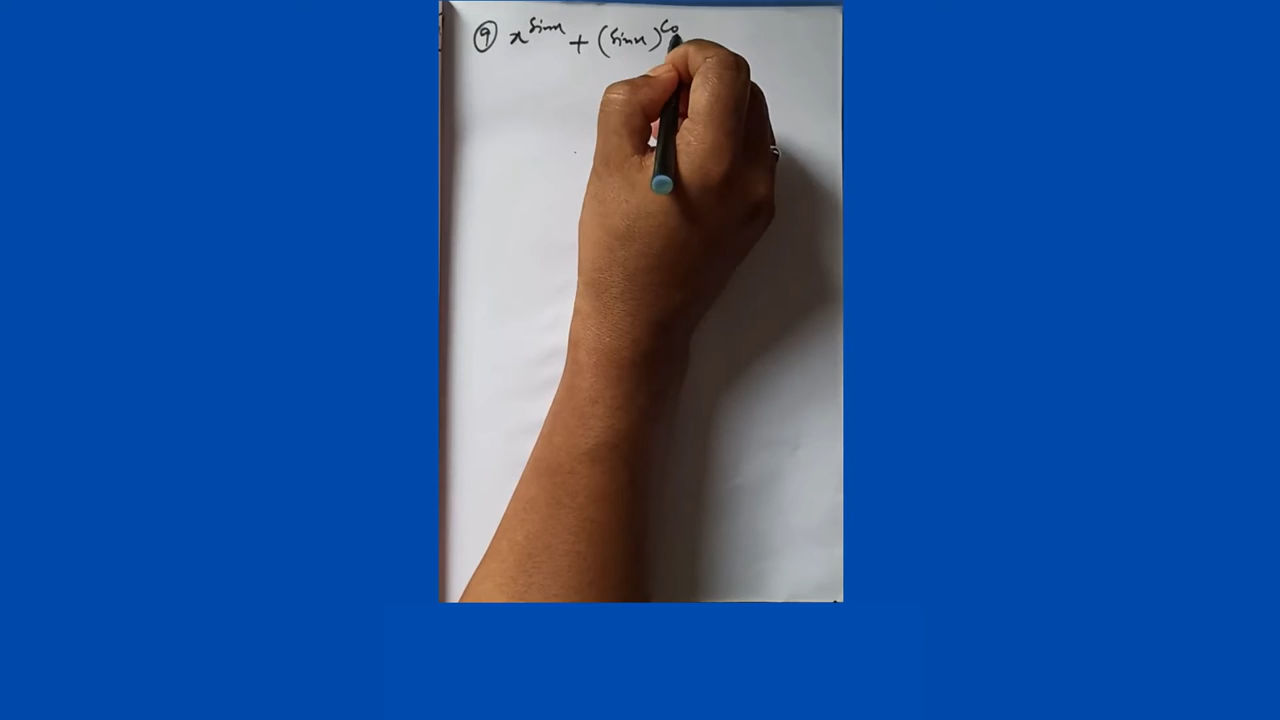 ⑨ x^sinx + (sinx)^co